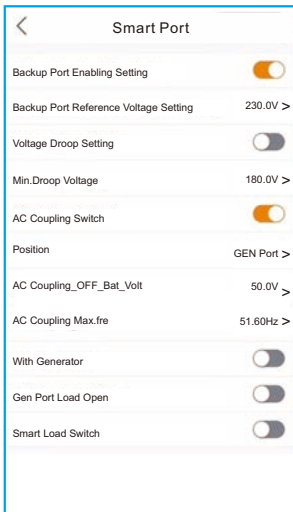 Smart Port
Backup Port Enabling Setting
Backup Port Reference Voltage Setting 230.0V >
Voltage Droop Setting
Min.Droop Voltage 180.0V >
AC Coupling Switch
Position GEN Port >
AC Coupling_OFF_Bat_Volt 50.0V >
AC Coupling Max.fre 51.60Hz >
With Generator
Gen Port Load Open
Smart Load Switch